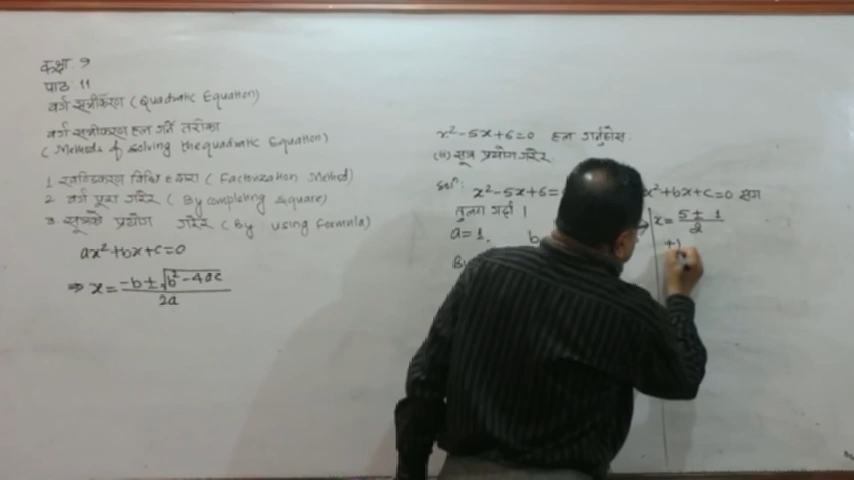 कक्षा 9
पाठ 11
वर्ग समीकरण (Quadratic Equation)
वर्ग समीकरण हल गर्ने तरीका
(Methods of solving the quadratic Equation)
1 खण्डिकरण विधि द्वारा (Factorization Method)
2 वर्ग पूरा गरेर (By completing square)
3 सूत्रको प्रयोग गरेर (By using Formula)
ax²+bx+c=0
⇒ x = -b±√b²-4ac / 2a
x²-5x+6=0 हल गर्नुहोस्
(iii) सूत्र प्रयोग गरेर
Solⁿ: x²-5x+6= x²+bx+c=0 सँग
तुलना गर्दा ।
a=1, b
⇒ x= 5±1 / 2
By
+)